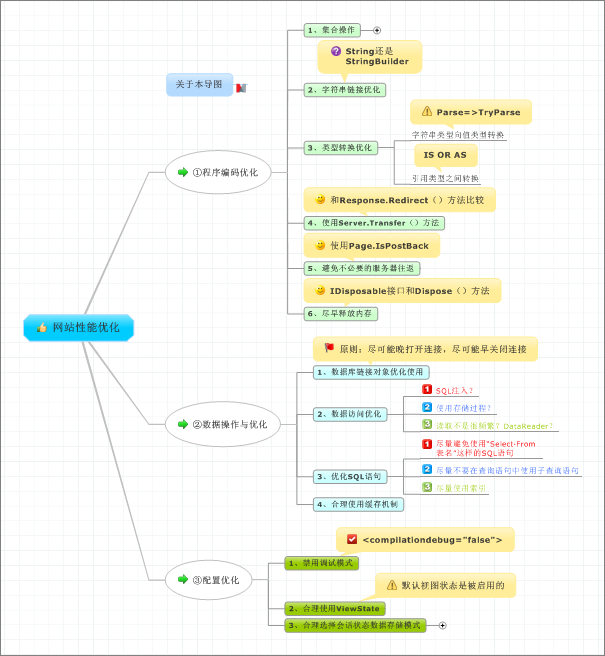 关于本导图
网站性能优化
①程序编码优化
1、集合操作
String还是
StringBuilder
2、字符串链接优化
Parse=>TryParse
3、类型转换优化
字符串类型向值类型转换
IS OR AS
引用类型之间转换
和Response.Redirect（）方法比较
4、使用Server.Transfer（）方法
使用Page.IsPostBack
5、避免不必要的服务器往返
IDisposable接口和Dispose（）方法
6、尽早释放内存
②数据操作与优化
原则：尽可能晚打开连接，尽可能早关闭连接
1、数据库链接对象优化使用
2、数据访问优化
1 SQL注入？
2 使用存储过程？
3 读取不是很频繁？DataReader？
3、优化SQL语句
1 尽量避免使用"Select·From
表名"这样的SQL语句
2 尽量不要在查询语句中使用子查询语句
3 尽量使用索引
4、合理使用缓存机制
③配置优化
<compilationdebug="false">
1、禁用调试模式
默认视图状态是被启用的
2、合理使用ViewState
3、合理选择会话状态数据存储模式